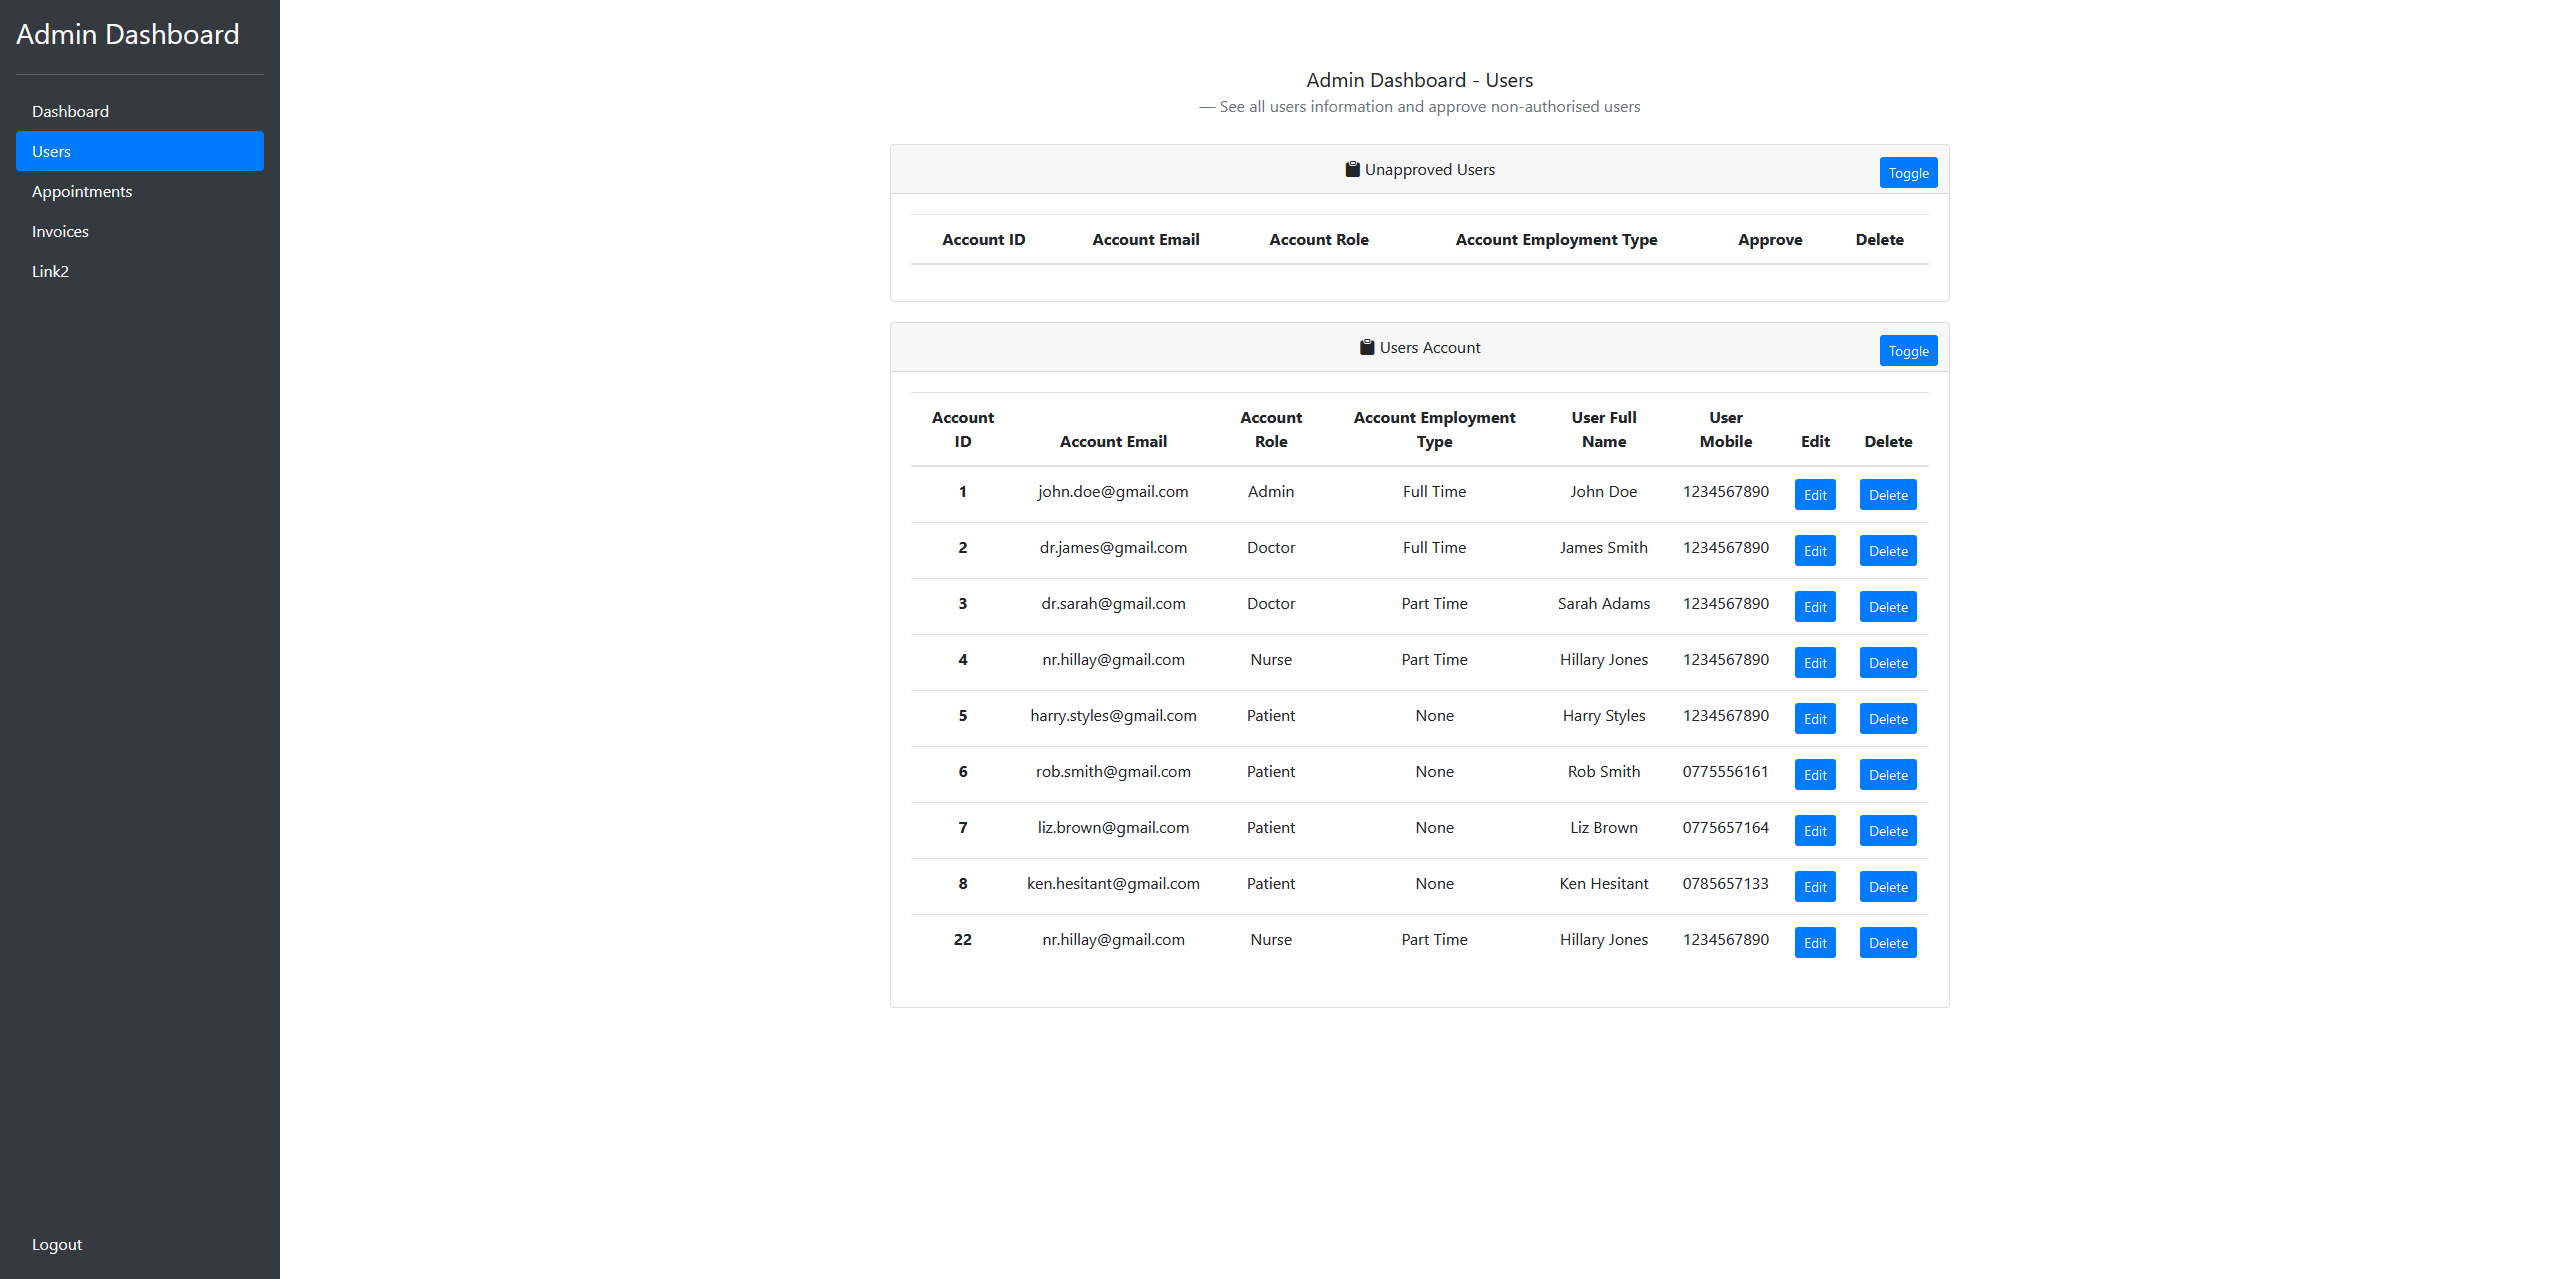 Admin Dashboard
Dashboard
Users
Appointments
Invoices
Link2
Logout
Admin Dashboard - Users
— See all users information and approve non-authorised users
Unapproved Users Toggle
Account ID Account Email Account Role Account Employment Type Approve Delete
Users Account Toggle
Account ID Account Email Account Role Account Employment Type User Full Name User Mobile Edit Delete
1 john.doe@gmail.com Admin Full Time John Doe 1234567890 Edit Delete
2 dr.james@gmail.com Doctor Full Time James Smith 1234567890 Edit Delete
3 dr.sarah@gmail.com Doctor Part Time Sarah Adams 1234567890 Edit Delete
4 nr.hillay@gmail.com Nurse Part Time Hillary Jones 1234567890 Edit Delete
5 harry.styles@gmail.com Patient None Harry Styles 1234567890 Edit Delete
6 rob.smith@gmail.com Patient None Rob Smith 0775556161 Edit Delete
7 liz.brown@gmail.com Patient None Liz Brown 0775657164 Edit Delete
8 ken.hesitant@gmail.com Patient None Ken Hesitant 0785657133 Edit Delete
22 nr.hillay@gmail.com Nurse Part Time Hillary Jones 1234567890 Edit Delete